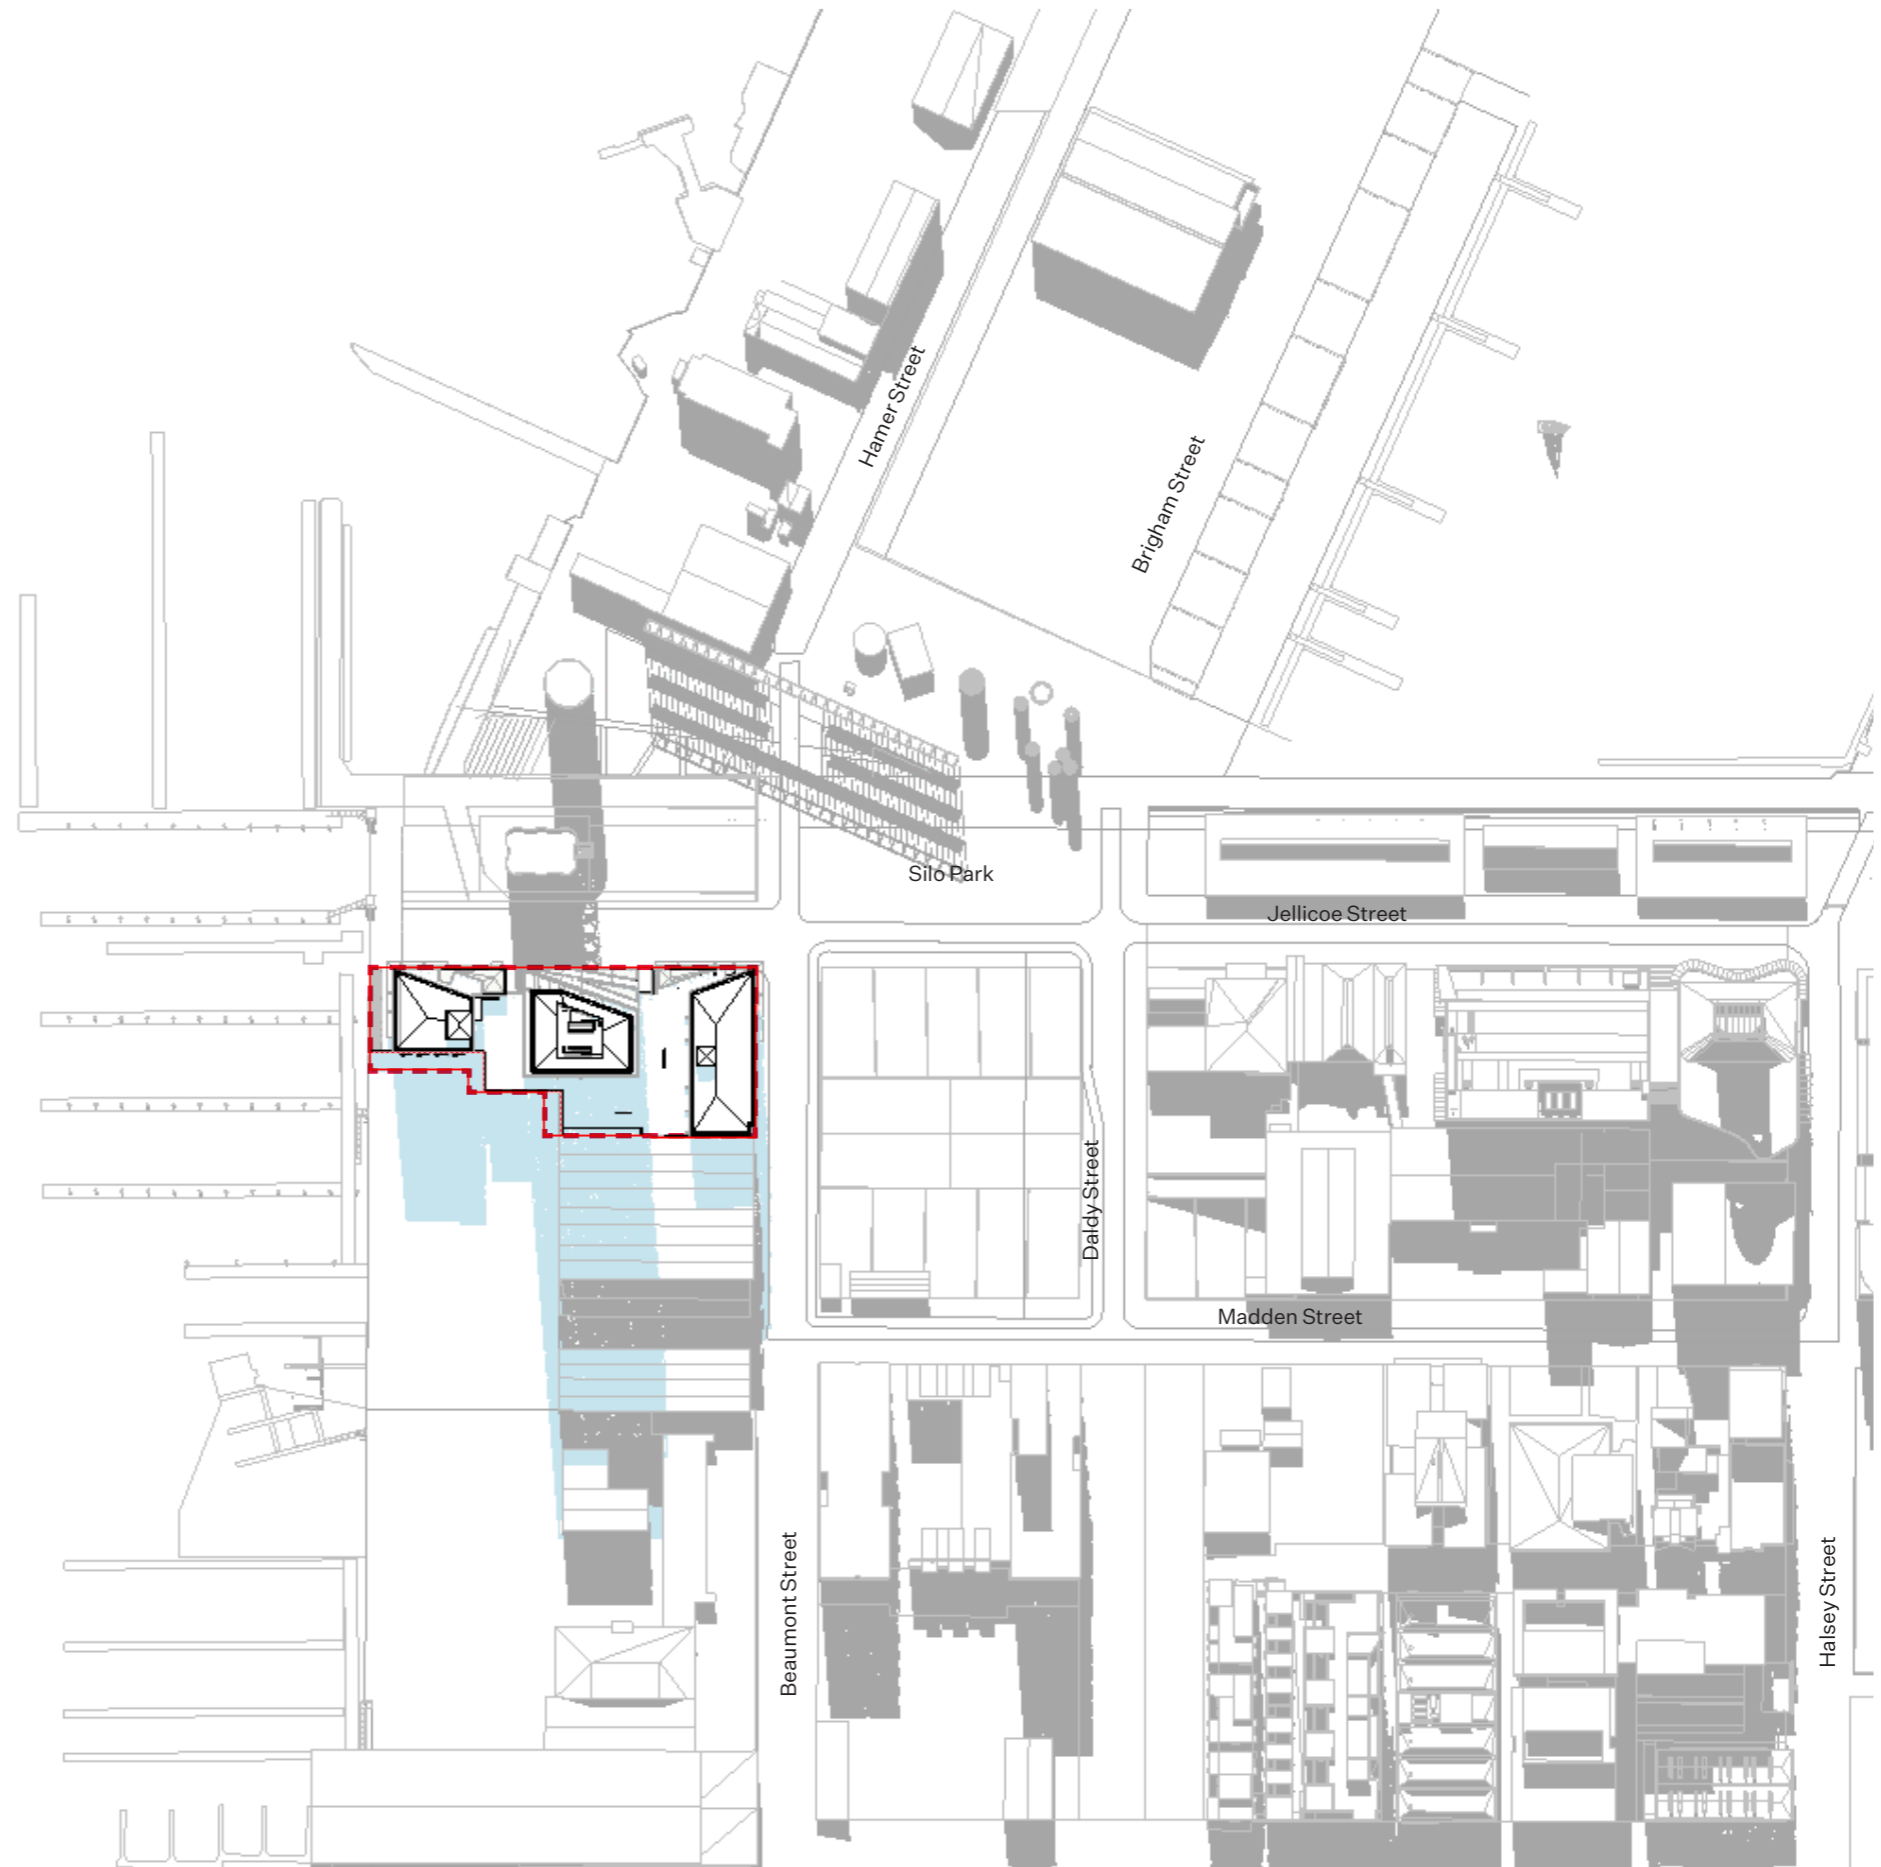 Hamer Street
Brigham Street
Silo Park
Jellicoe Street
Daldy Street
Madden Street
Beaumont Street
Halsey Street